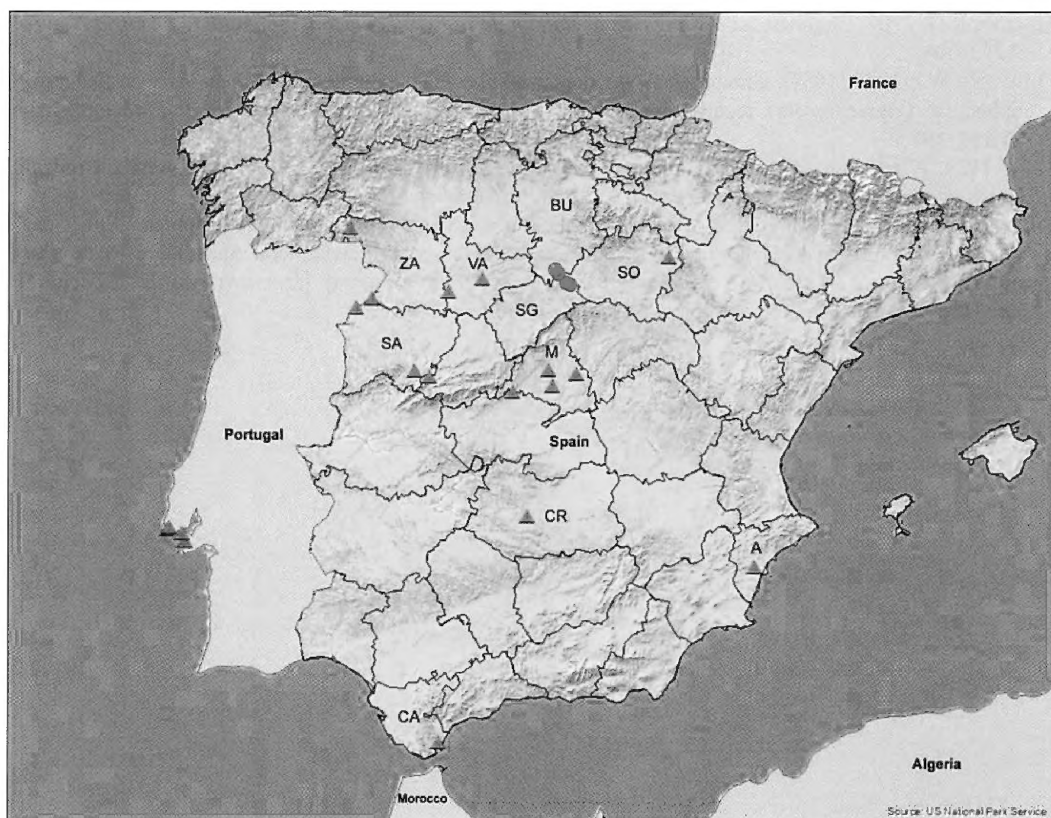 France
BU
ZA
VA
SO
SG
SA
M
Portugal
Spain
CR
A
CA
Algeria
Morocco
Source: US National Park Service